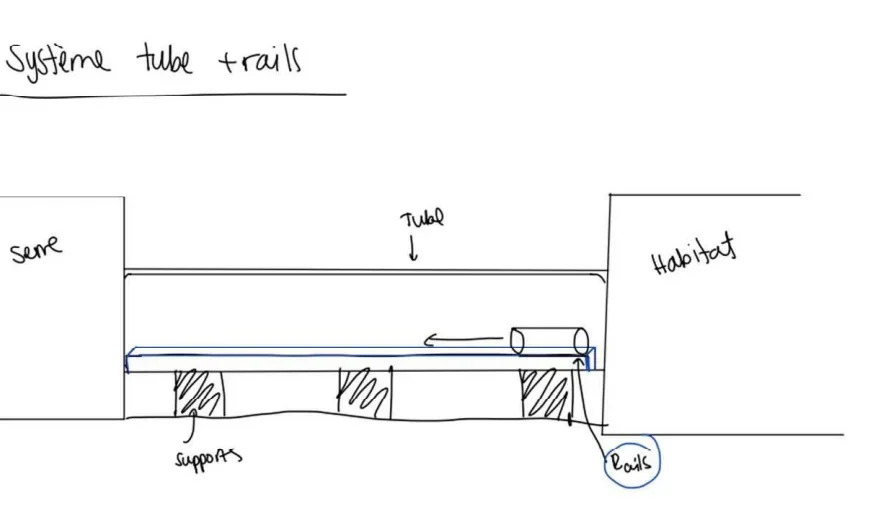 Système tube + rails
Tube
Serre
Habitat
Supports
Rails